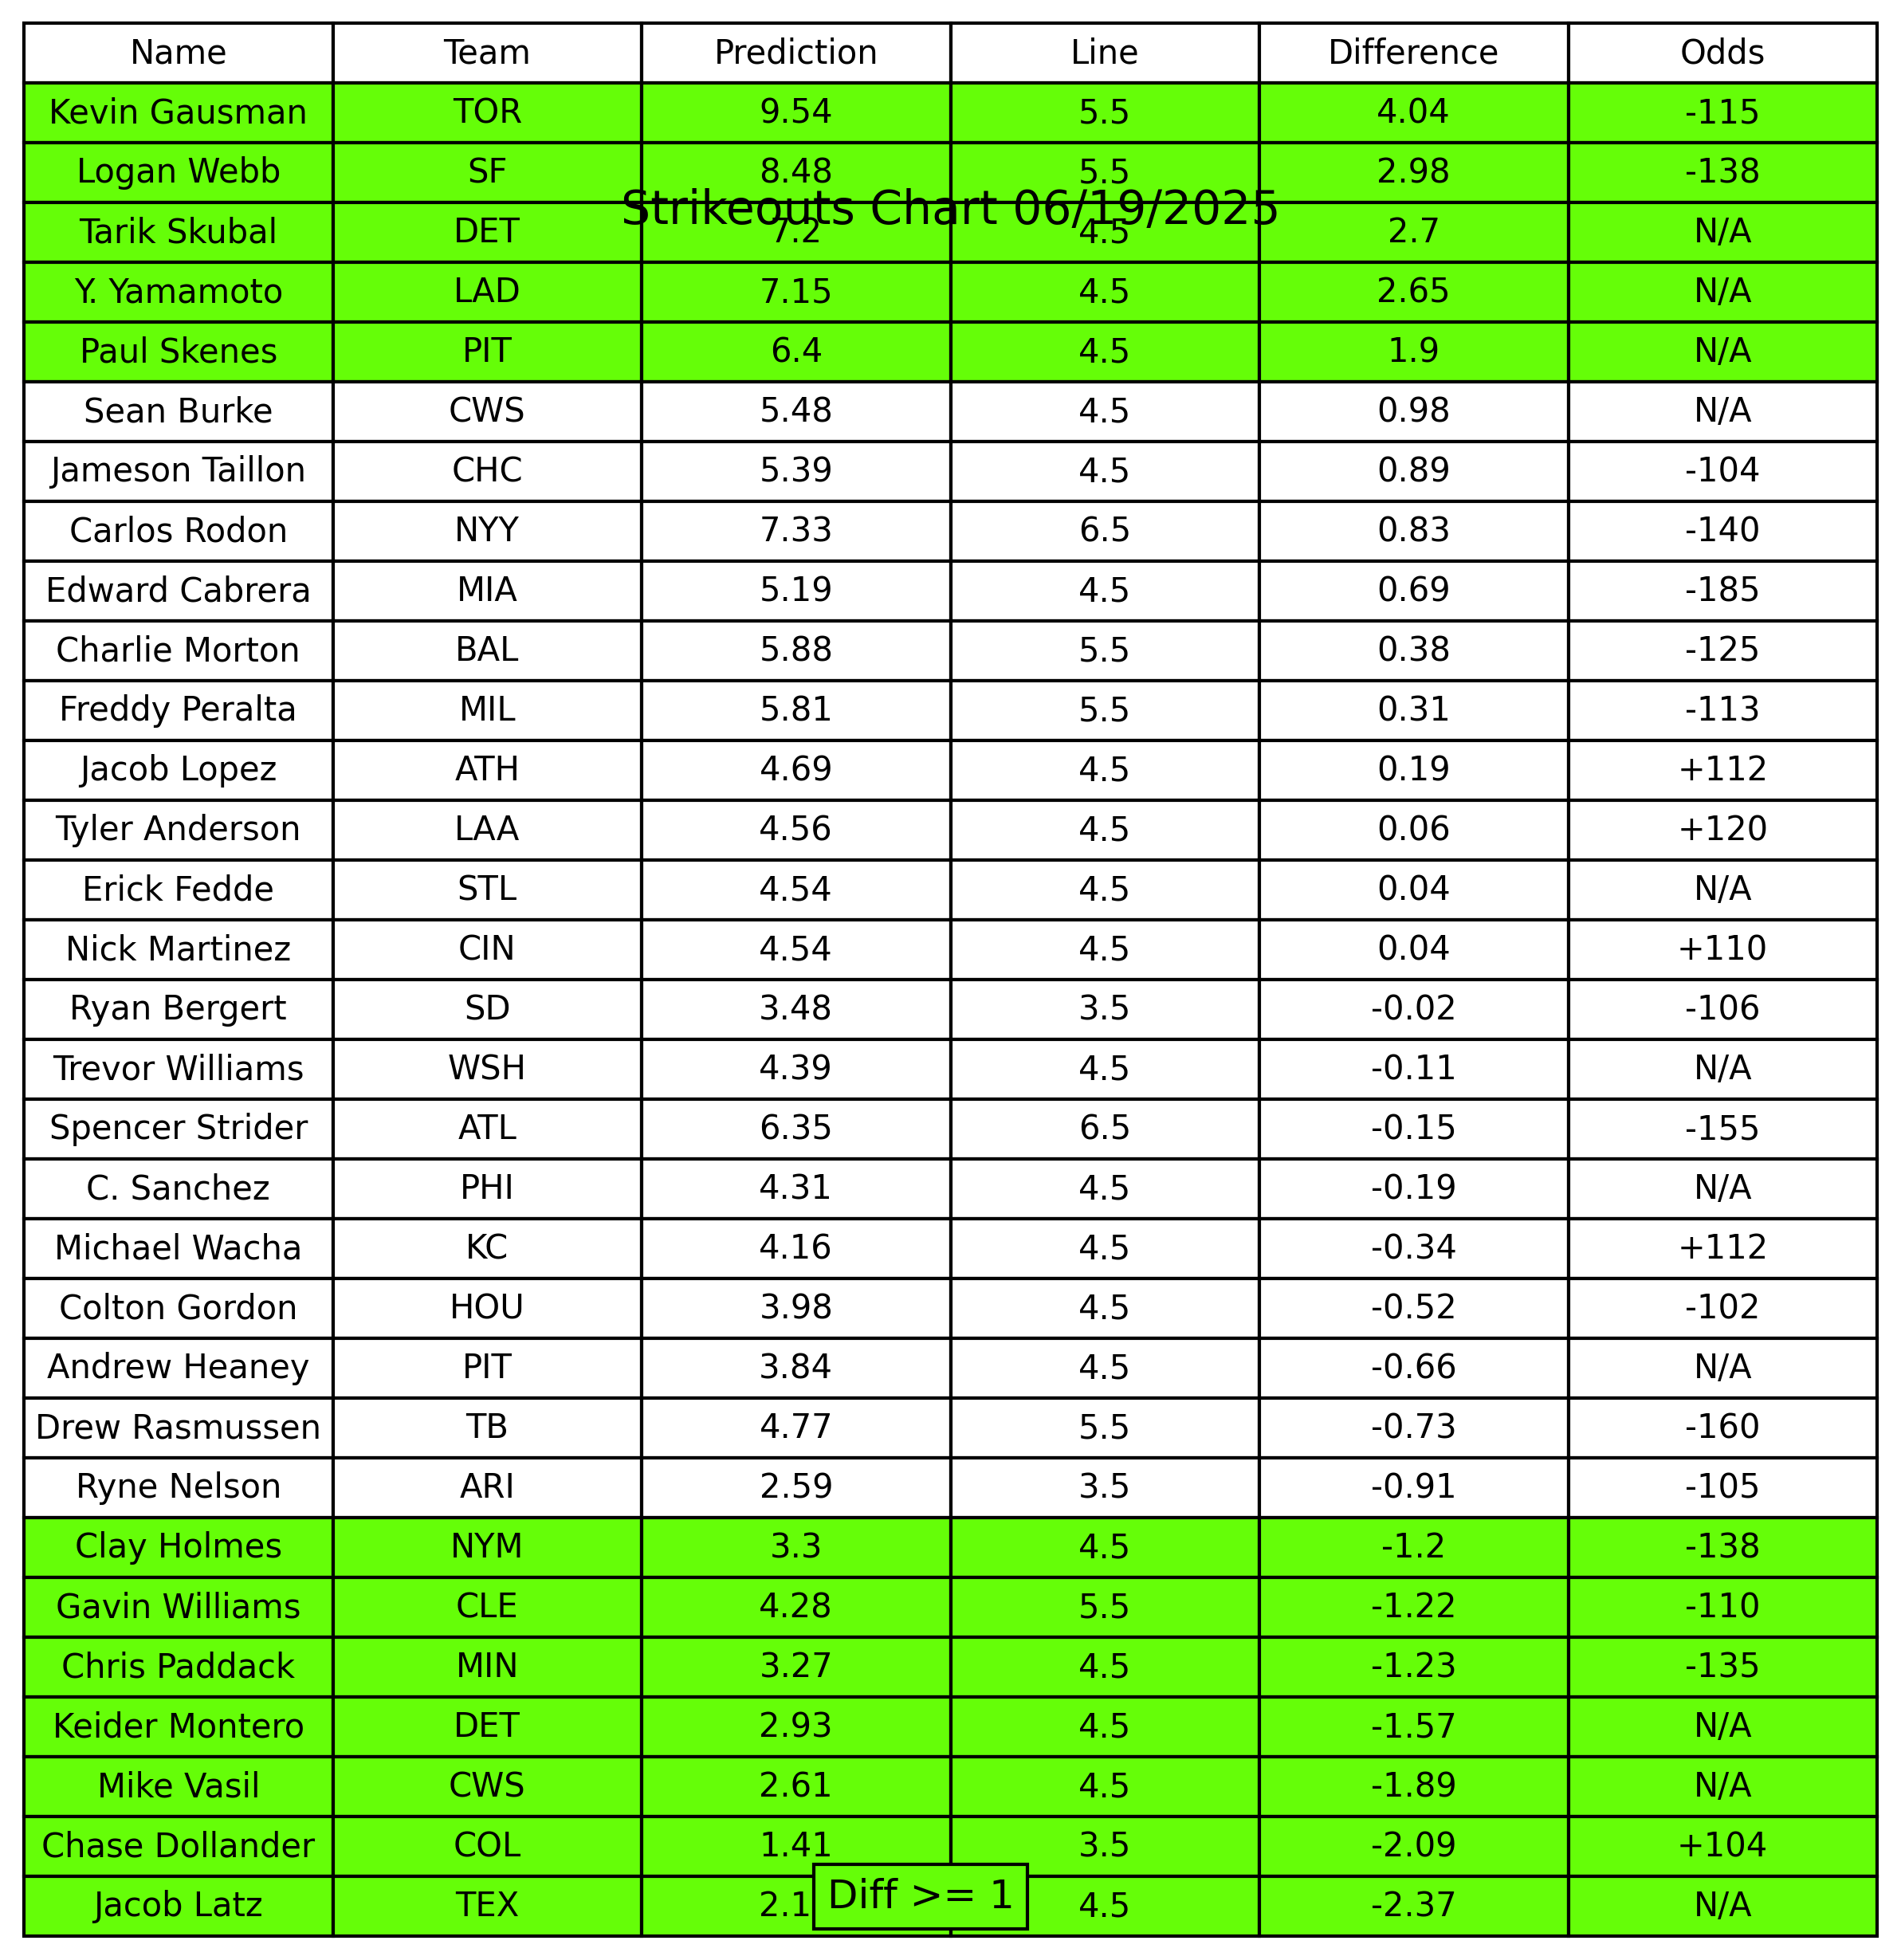 Name Team Prediction Line Difference Odds
Kevin Gausman TOR 9.54 5.5 4.04 -115
Logan Webb SF 8.48 5.5 2.98 -138
Strikeouts Chart 06/19/2025
Tarik Skubal DET 7.2 4.5 2.7 N/A
Y. Yamamoto LAD 7.15 4.5 2.65 N/A
Paul Skenes PIT 6.4 4.5 1.9 N/A
Sean Burke CWS 5.48 4.5 0.98 N/A
Jameson Taillon CHC 5.39 4.5 0.89 -104
Carlos Rodon NYY 7.33 6.5 0.83 -140
Edward Cabrera MIA 5.19 4.5 0.69 -185
Charlie Morton BAL 5.88 5.5 0.38 -125
Freddy Peralta MIL 5.81 5.5 0.31 -113
Jacob Lopez ATH 4.69 4.5 0.19 +112
Tyler Anderson LAA 4.56 4.5 0.06 +120
Erick Fedde STL 4.54 4.5 0.04 N/A
Nick Martinez CIN 4.54 4.5 0.04 +110
Ryan Bergert SD 3.48 3.5 -0.02 -106
Trevor Williams WSH 4.39 4.5 -0.11 N/A
Spencer Strider ATL 6.35 6.5 -0.15 -155
C. Sanchez PHI 4.31 4.5 -0.19 N/A
Michael Wacha KC 4.16 4.5 -0.34 +112
Colton Gordon HOU 3.98 4.5 -0.52 -102
Andrew Heaney PIT 3.84 4.5 -0.66 N/A
Drew Rasmussen TB 4.77 5.5 -0.73 -160
Ryne Nelson ARI 2.59 3.5 -0.91 -105
Clay Holmes NYM 3.3 4.5 -1.2 -138
Gavin Williams CLE 4.28 5.5 -1.22 -110
Chris Paddack MIN 3.27 4.5 -1.23 -135
Keider Montero DET 2.93 4.5 -1.57 N/A
Mike Vasil CWS 2.61 4.5 -1.89 N/A
Chase Dollander COL 1.41 3.5 -2.09 +104
Jacob Latz TEX 4.5 -2.37 N/A
Diff >= 1